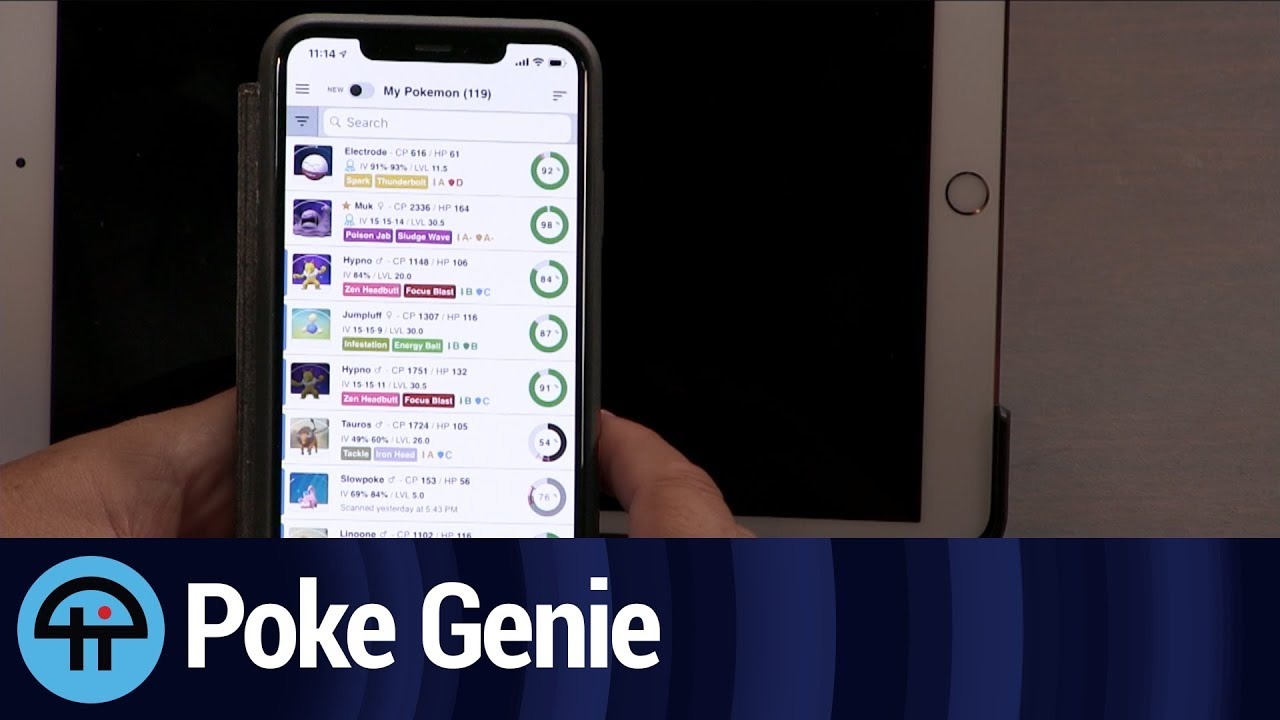 11:14
NEW My Pokemon (119)
Search
Electrode - CP 616 / HP 61
92 %
IV 91%-93% / LVL 11.5
Spark Thunderbolt I A D
Muk ♀ - CP 2336 / HP 164
98 %
IV 15-15-14 / LVL 30.5
Poison Jab Sludge Wave I A- A-
Hypno ♂ - CP 1148 / HP 106
84 %
IV 84% / LVL 20.0
Zen Headbutt Focus Blast I B C
Jumpluff ♀ - CP 1307 / HP 116
87 %
IV 15-15-9 / LVL 30.0
Infestation Energy Ball I B B
Hypno ♂ - CP 1751 / HP 132
91 %
IV 15-15-11 / LVL 30.5
Zen Headbutt Focus Blast I B C
Tauros ♂ - CP 1724 / HP 105
54 %
IV 49%-60% / LVL 26.0
Tackle Iron Head I A C
Slowpoke ♂ - CP 153 / HP 56
76 %
IV 69%-84% / LVL 5.0
Scanned yesterday at 5:43 PM
Linoone ♂ - CP 1102 / HP 116
Poke Genie